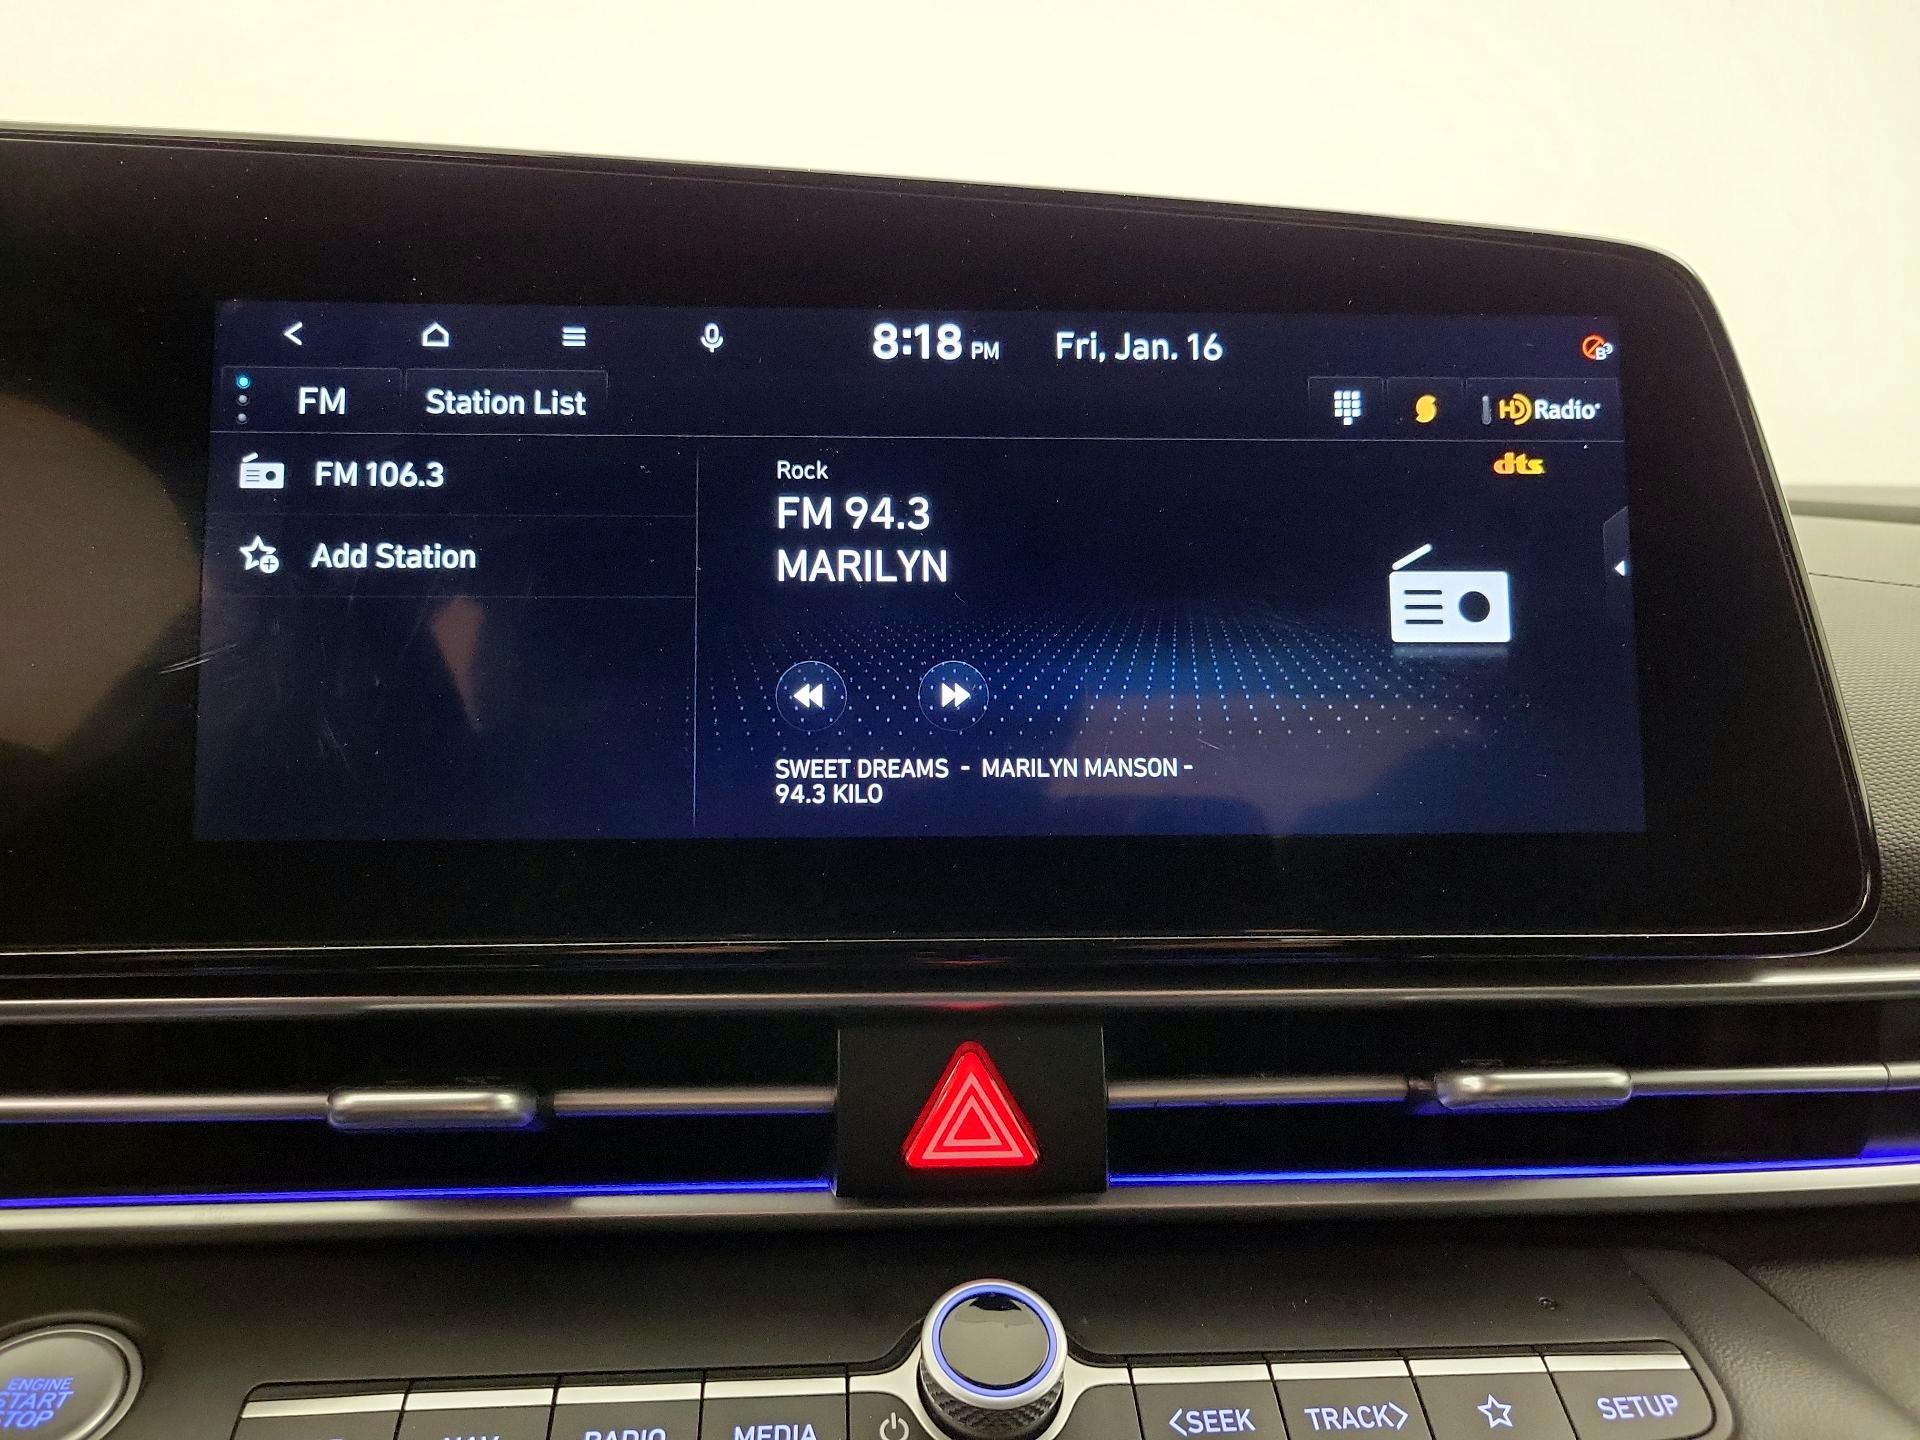 8:18 PM Fri, Jan. 16
FM Station List HD Radio
dts
FM 106.3
Add Station
Rock
FM 94.3
MARILYN
SWEET DREAMS - MARILYN MANSON -
94.3 KILO
ENGINE
START
STOP
NAV RADIO MEDIA <SEEK TRACK> SETUP